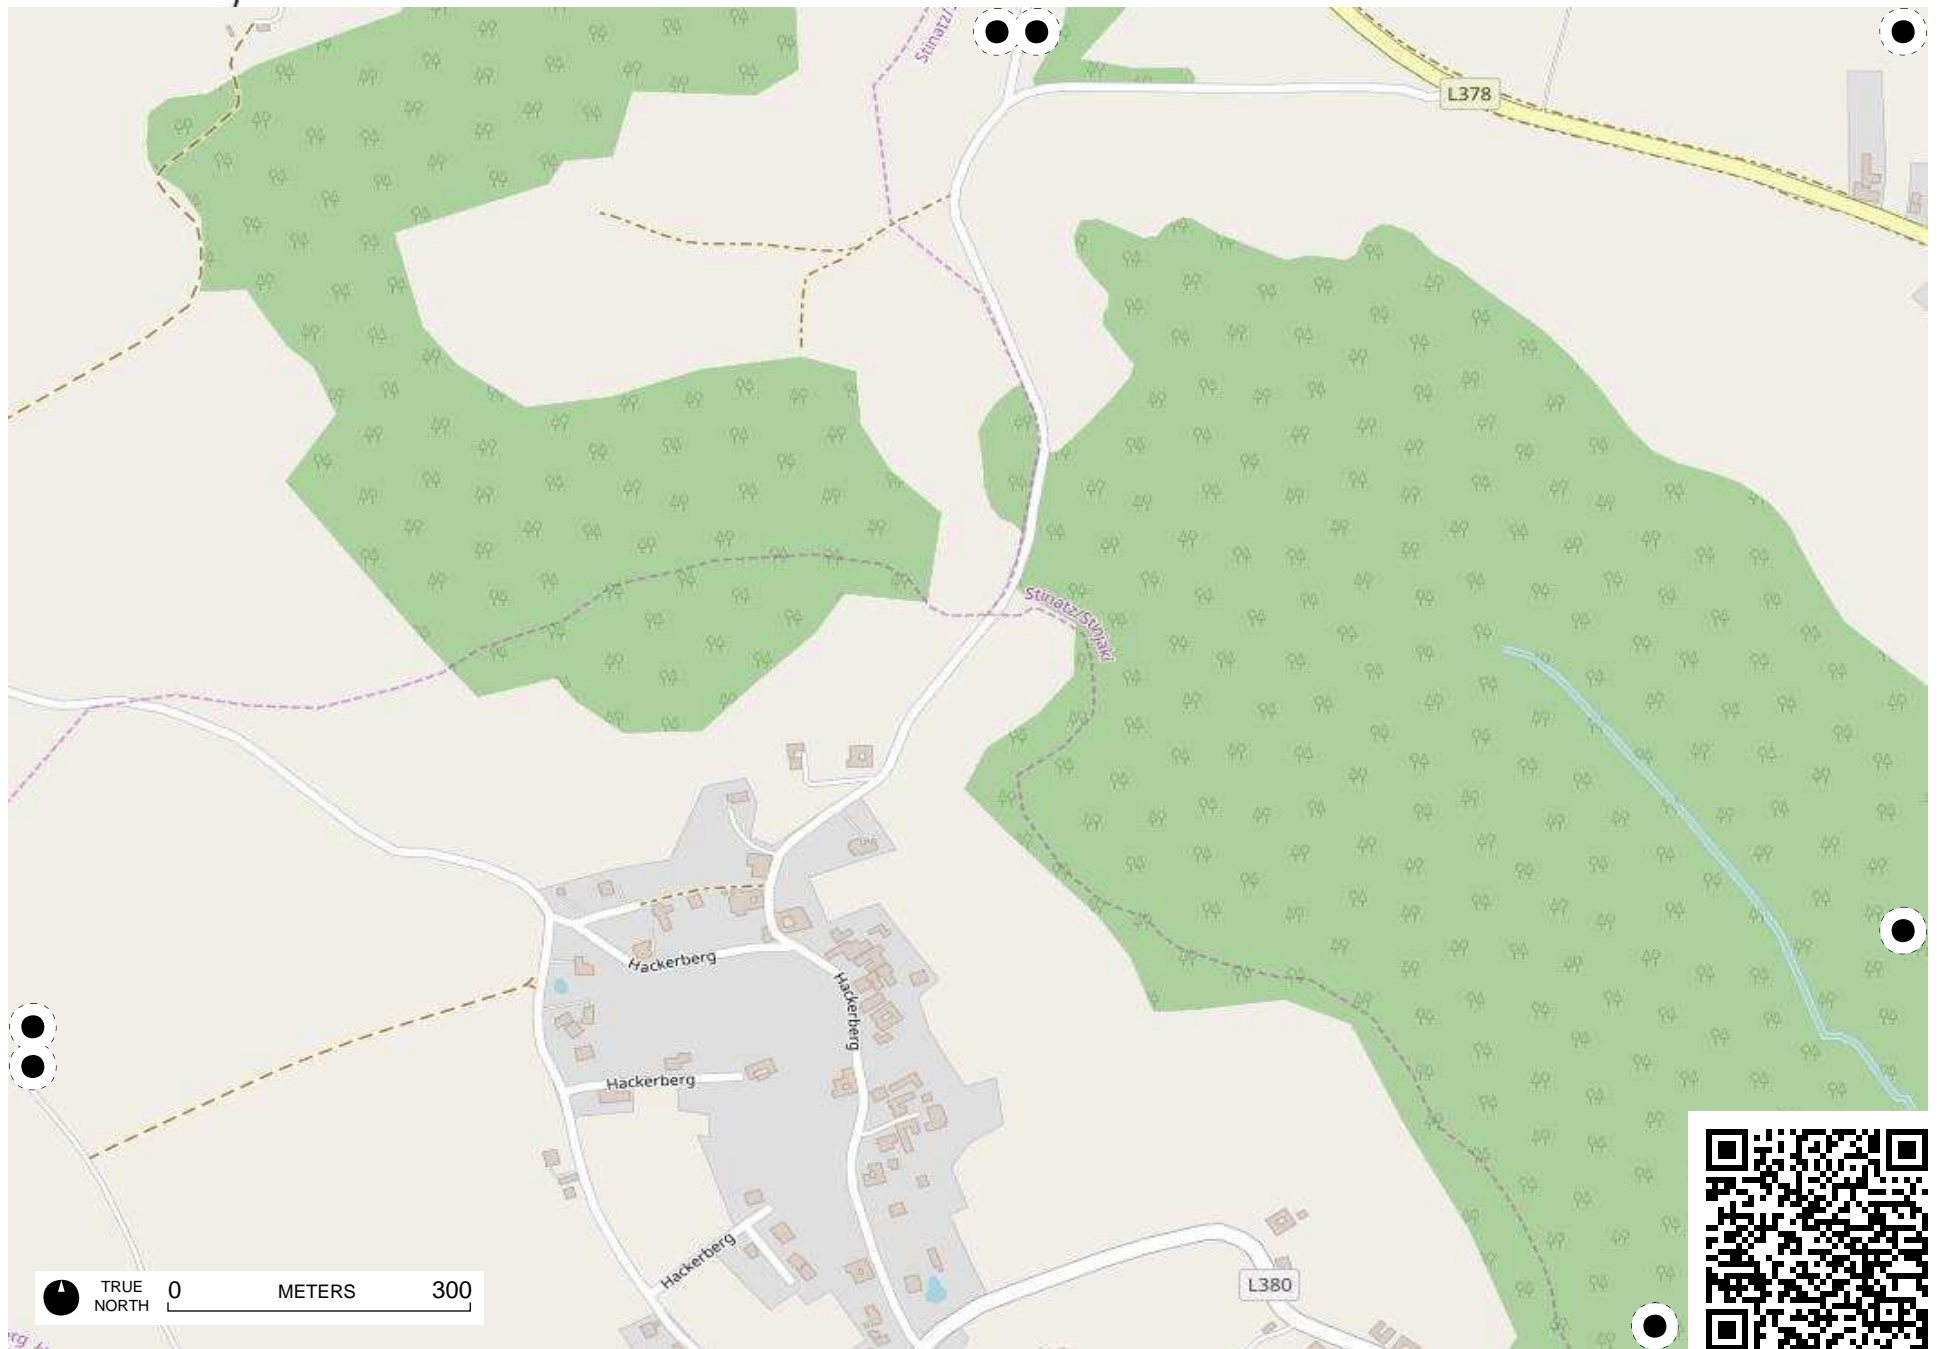 Stinatz/
L378
Stinatz/Stinjaki
Hackerberg
Hackerberg
Hackerberg
Hackerberg
L380
TRUE
NORTH
0 METERS 300